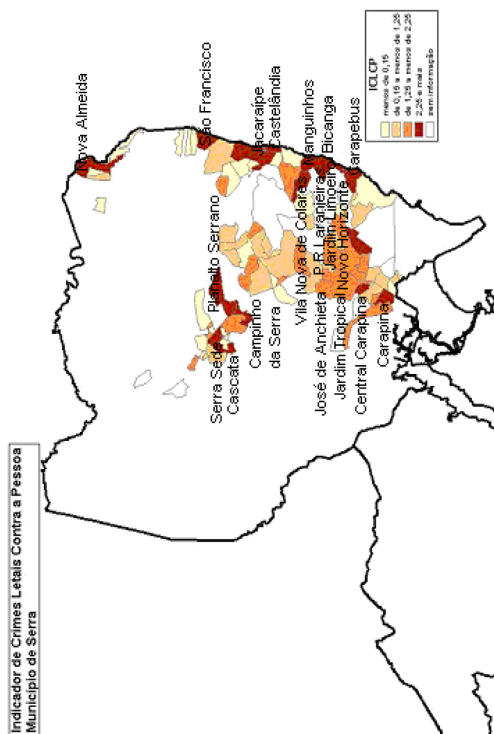 Indicador de Crimes Letais Contra a Pessoa
Município de Serra
Nova Almeida
São Francisco
Jacaraípe
Castelândia
Manguinhos
Bicanga
Carapebus
Planalto Serrano
Serra Sede
Cascata
Campinho
da Serra
Vila Nova de Colares
P.R.Laranjeiras
Jardim Limoeiro
Novo Horizonte
José de Anchieta
Jardim Tropical
Central Carapina
Carapina
ICLCP
menos de 0,15
de 0,15 a menos de 1,25
de 1,25 a menos de 2,25
2,25 e mais
sem informação